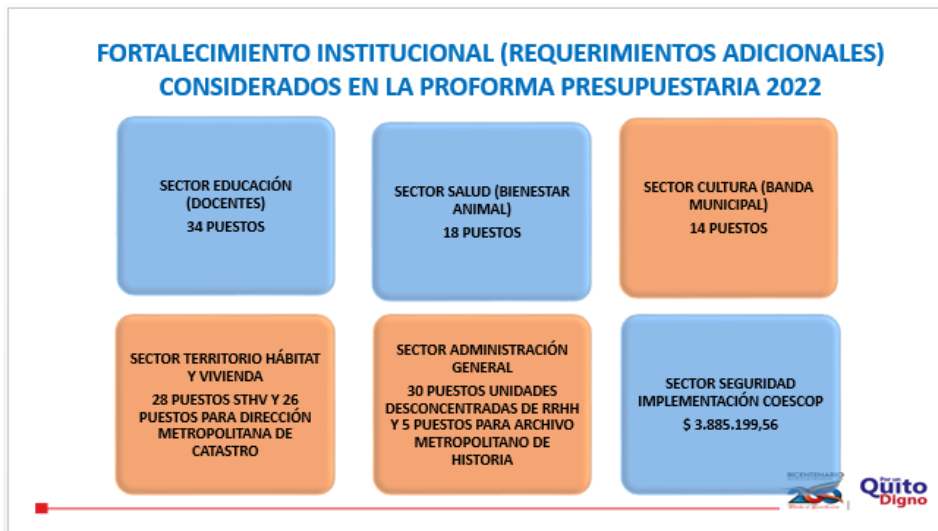 FORTALECIMIENTO INSTITUCIONAL (REQUERIMIENTOS ADICIONALES)
CONSIDERADOS EN LA PROFORMA PRESUPUESTARIA 2022
SECTOR EDUCACIÓN
(DOCENTES)
34 PUESTOS
SECTOR SALUD (BIENESTAR
ANIMAL)
18 PUESTOS
SECTOR CULTURA (BANDA
MUNICIPAL)
14 PUESTOS
SECTOR TERRITORIO HÁBITAT
Y VIVIENDA
28 PUESTOS STHV Y 26
PUESTOS PARA DIRECCIÓN
METROPOLITANA DE
CATASTRO
SECTOR ADMINISTRACIÓN
GENERAL
30 PUESTOS UNIDADES
DESCONCENTRADAS DE RRHH
Y 5 PUESTOS PARA ARCHIVO
METROPOLITANO DE
HISTORIA
SECTOR SEGURIDAD
IMPLEMENTACIÓN COESCOP
$ 3.885.199,56
BICENTENARIO
200
Por un
Quito
Digno